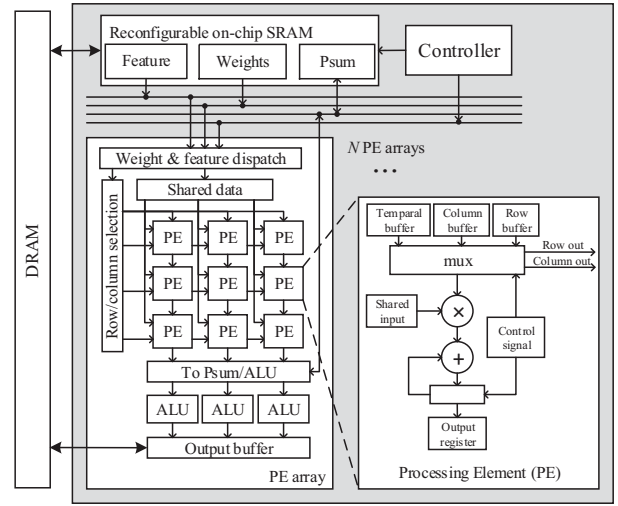 Reconfigurable on-chip SRAM
Feature
Weights
Psum
Controller
DRAM
N PE arrays
...
Weight & feature dispatch
Shared data
Row/column selection
PE
PE
PE
PE
PE
PE
PE
PE
PE
To Psum/ALU
ALU
ALU
ALU
Output buffer
PE array
Temparal
buffer
Column
buffer
Row
buffer
Row out
Column out
mux
Shared
input
×
Control
signal
+
Output
register
Processing Element (PE)